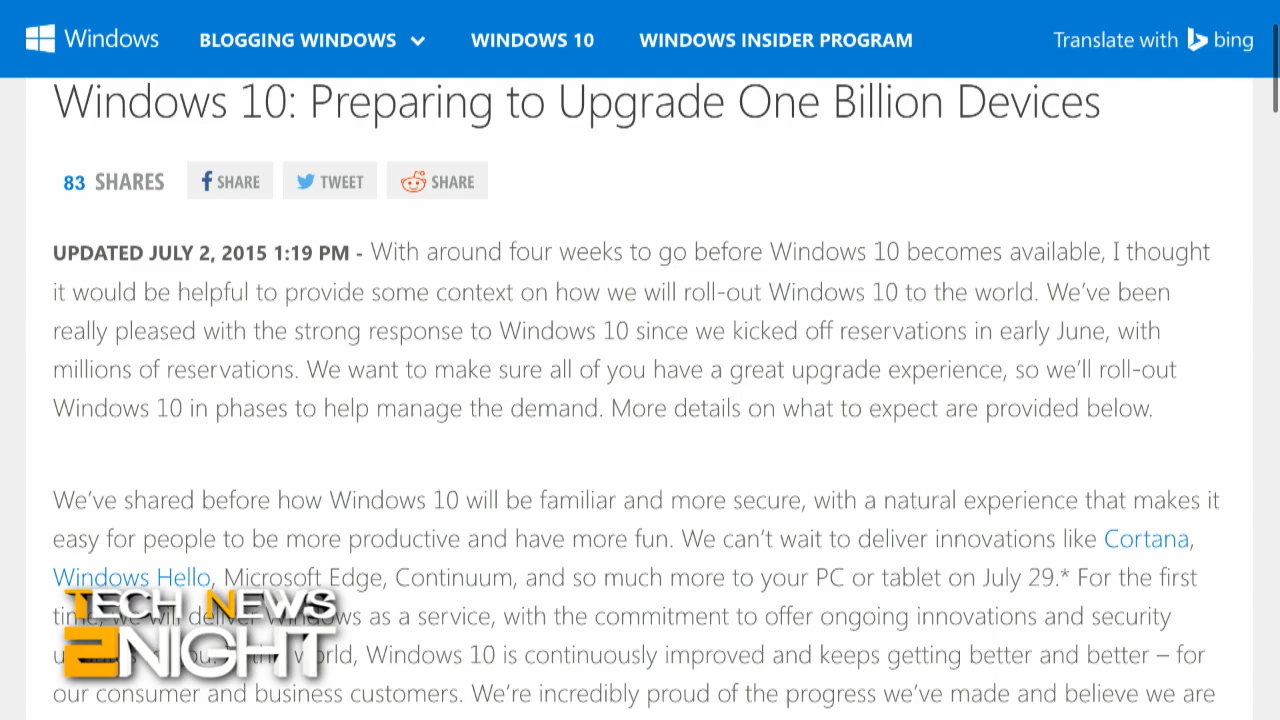 Windows BLOGGING WINDOWS WINDOWS 10 WINDOWS INSIDER PROGRAM Translate with bing
Windows 10: Preparing to Upgrade One Billion Devices
83 SHARES SHARE TWEET SHARE
UPDATED JULY 2, 2015 1:19 PM - With around four weeks to go before Windows 10 becomes available, I thought
it would be helpful to provide some context on how we will roll-out Windows 10 to the world. We’ve been
really pleased with the strong response to Windows 10 since we kicked off reservations in early June, with
millions of reservations. We want to make sure all of you have a great upgrade experience, so we’ll roll-out
Windows 10 in phases to help manage the demand. More details on what to expect are provided below.
We’ve shared before how Windows 10 will be familiar and more secure, with a natural experience that makes it
easy for people to be more productive and have more fun. We can’t wait to deliver innovations like Cortana,
Windows Hello, Microsoft Edge, Continuum, and so much more to your PC or tablet on July 29.* For the first
time, we will deliver Windows as a service, with the commitment to offer ongoing innovations and security
world, Windows 10 is continuously improved and keeps getting better and better – for
our consumer and business customers. We’re incredibly proud of the progress we’ve made and believe we are
TECH NEWS
2NIGHT